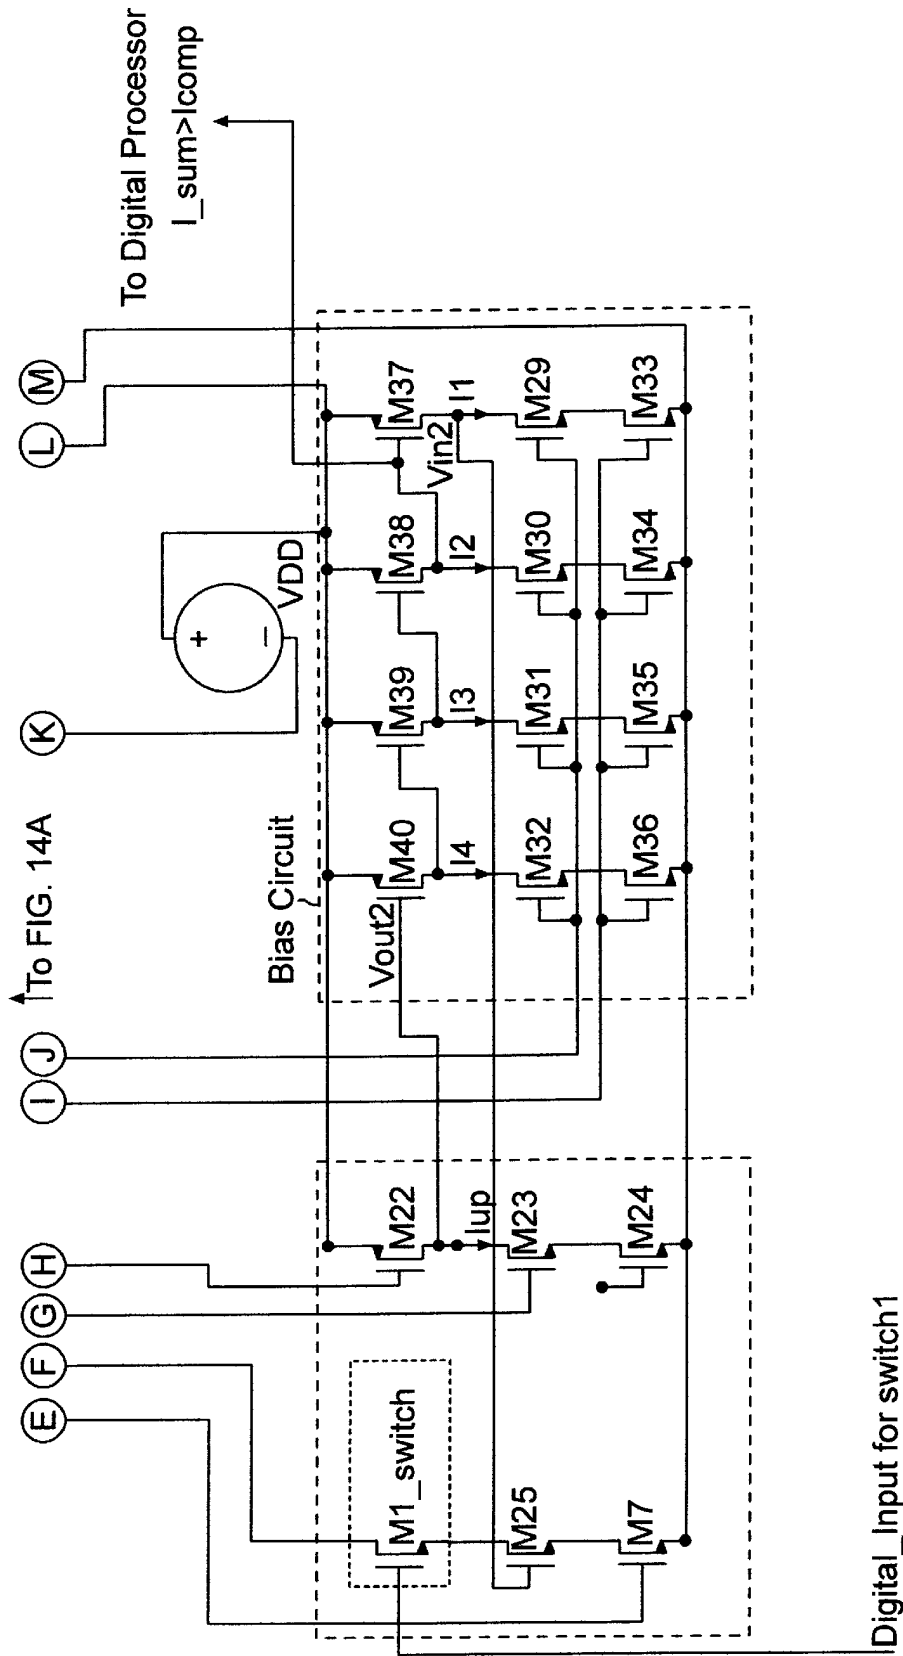 To FIG. 14A
E
F
G
H
I
J
K
L
M
To Digital Processor
I_sum>Icomp
VDD
+
–
Bias Circuit
M1_switch
M22
Vout2
M40
M39
M38
M37
Vin2
Iup
I4
I3
I2
I1
M25
M23
M32
M31
M30
M29
M7
M24
M36
M35
M34
M33
Digital_Input for switch1